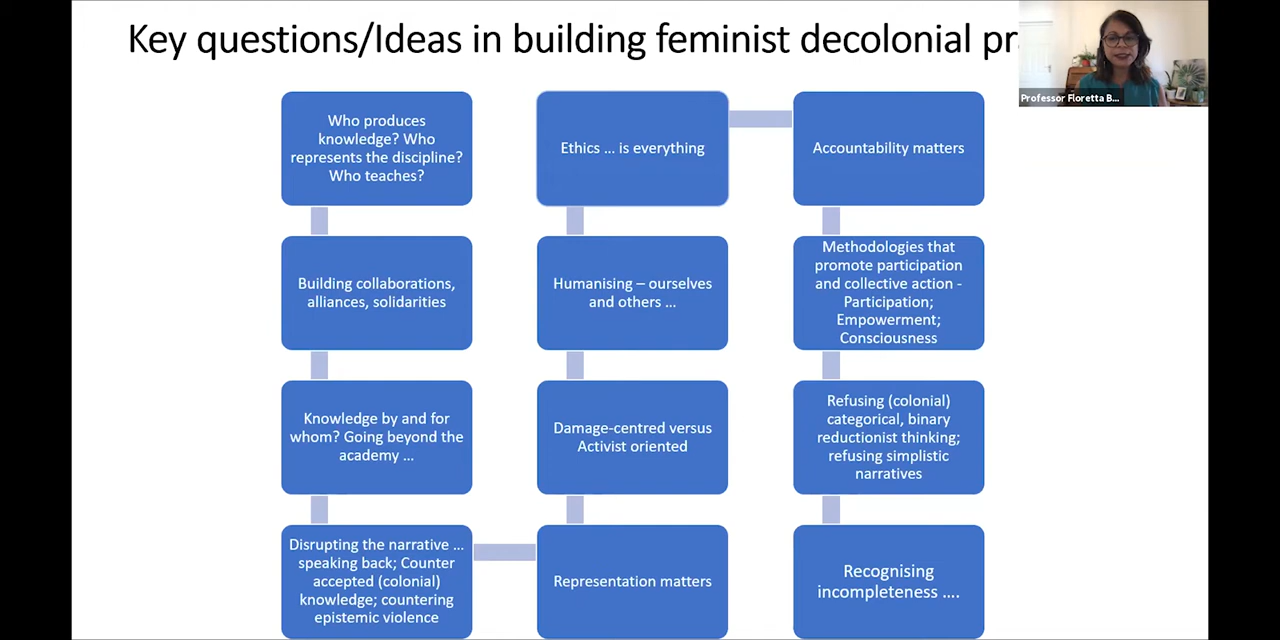 Key questions/Ideas in building feminist decolonial pr
Professor Floretta B...
Who produces
knowledge? Who
represents the discipline?
Who teaches?
Building collaborations,
alliances, solidarities
Knowledge by and for
whom? Going beyond the
academy ...
Disrupting the narrative ...
speaking back; Counter
accepted (colonial)
knowledge; countering
epistemic violence
Representation matters
Damage-centred versus
Activist oriented
Humanising – ourselves
and others ...
Ethics ... is everything
Accountability matters
Methodologies that
promote participation
and collective action -
Participation;
Empowerment;
Consciousness
Refusing (colonial)
categorical, binary
reductionist thinking;
refusing simplistic
narratives
Recognising
incompleteness ....